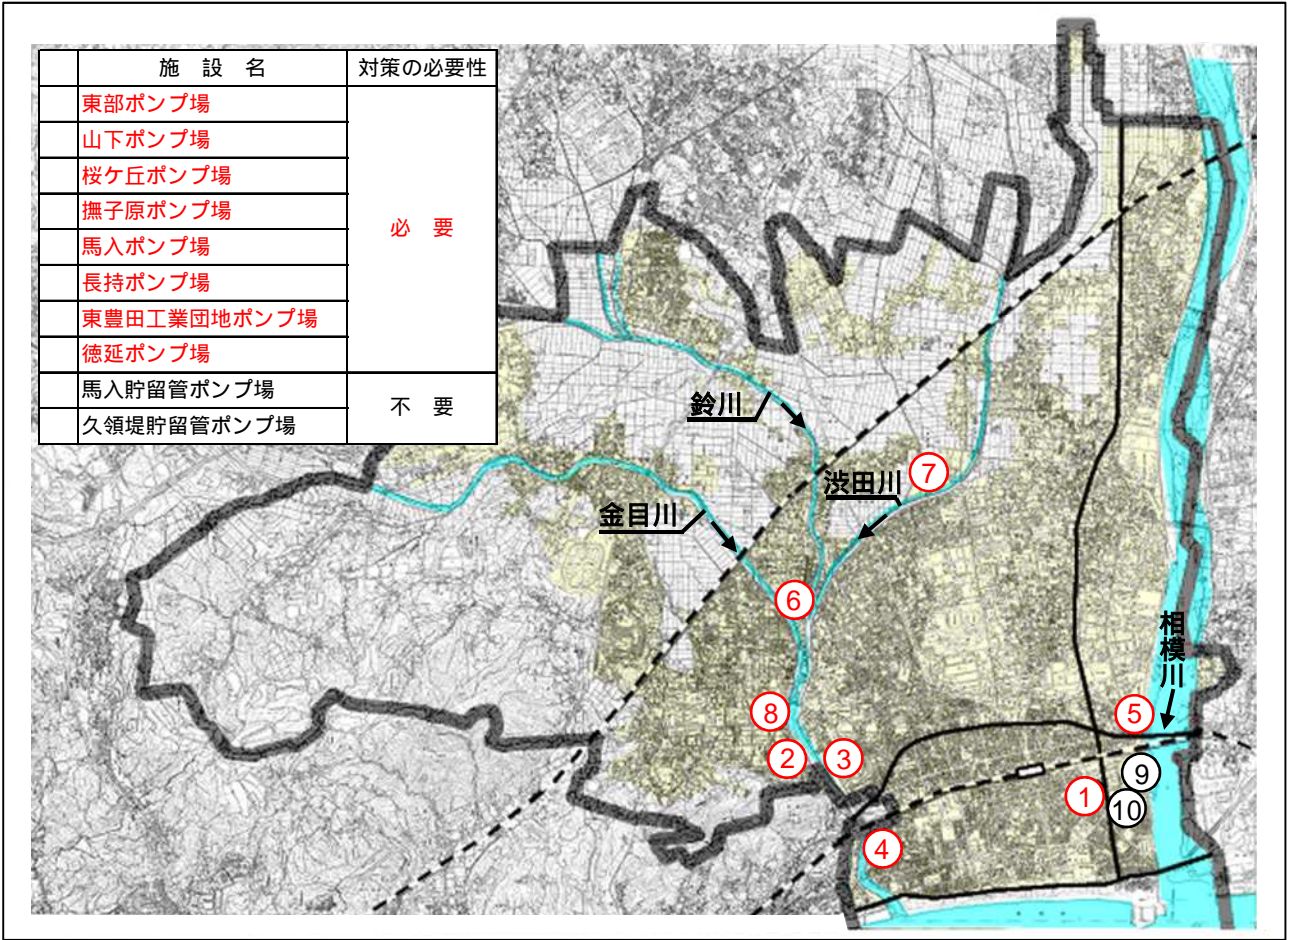 施 設 名 対策の必要性
東部ポンプ場
山下ポンプ場
桜ケ丘ポンプ場
撫子原ポンプ場
馬入ポンプ場
長持ポンプ場
東豊田工業団地ポンプ場
徳延ポンプ場
必 要
馬入貯留管ポンプ場
久領堤貯留管ポンプ場
不 要
鈴川
渋田川
7
金目川
6
相模川
8
5
2
3
9
1
10
4